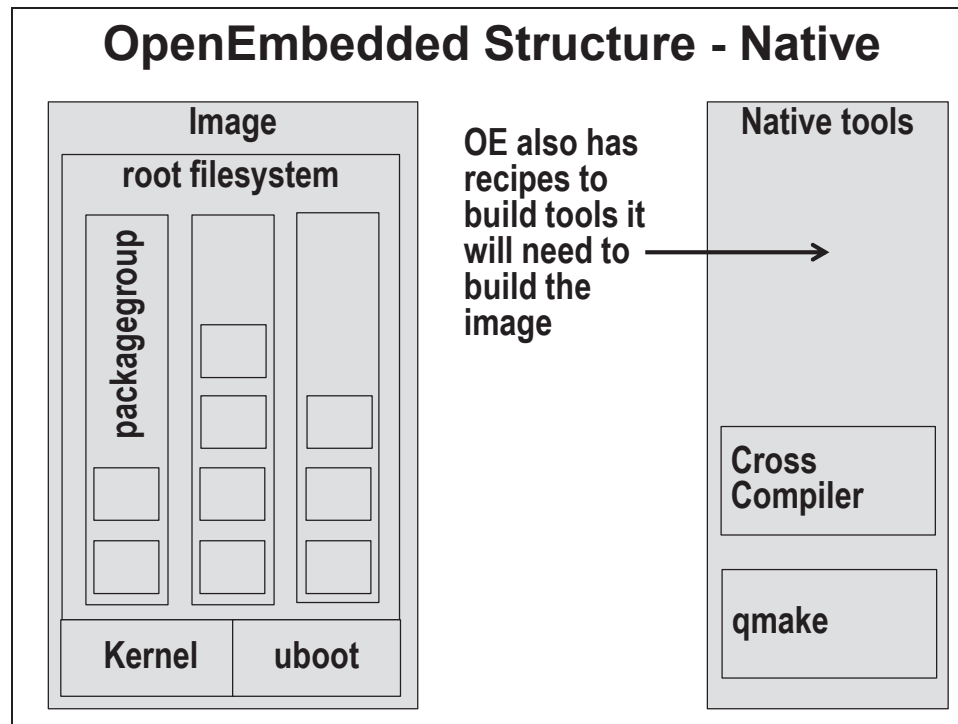 OpenEmbedded Structure - Native
Image
root filesystem
packagegroup
Kernel
uboot
OE also has
recipes to
build tools it
will need to
build the
image
Native tools
Cross
Compiler
qmake